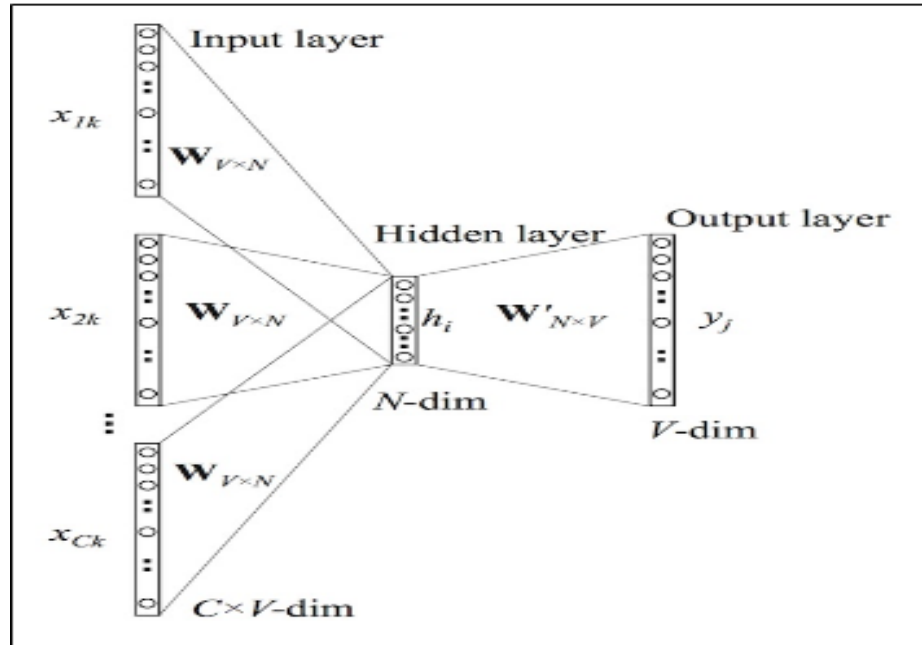 Input layer
x1k
WV×N
Hidden layer
Output layer
x2k
WV×N
hi
W'N×V
yj
N-dim
V-dim
WV×N
xCk
C×V-dim